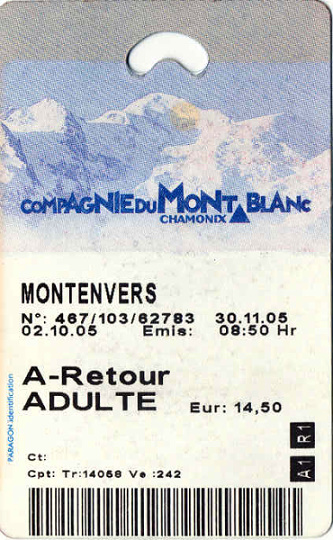 COMPAGNIE DU MONT BLANC
CHAMONIX
MONTENVERS
N°: 467/103/62783 30.11.05
02.10.05 Emis: 08:50 Hr
A-Retour
ADULTE Eur: 14,50
PARAGON identification
R1
Ct:
A1
Cpt: Tr:14058 Ve :242